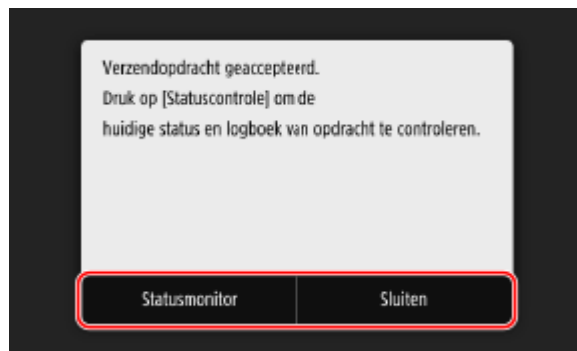 Verzendopdracht geaccepteerd.
Druk op [Statuscontrole] om de
huidige status en logboek van opdracht te controleren.
Statusmonitor Sluiten